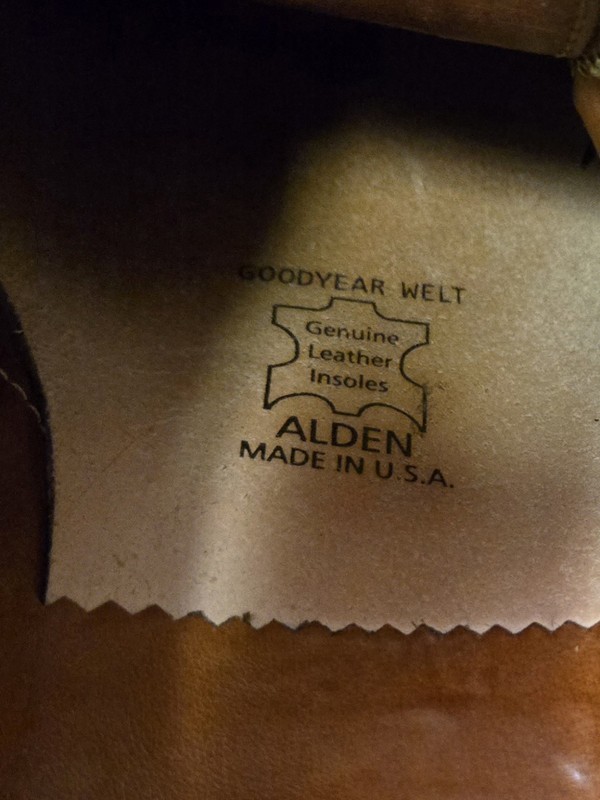 GOODYEAR WELT
Genuine
Leather
Insoles
ALDEN
MADE IN U.S.A.